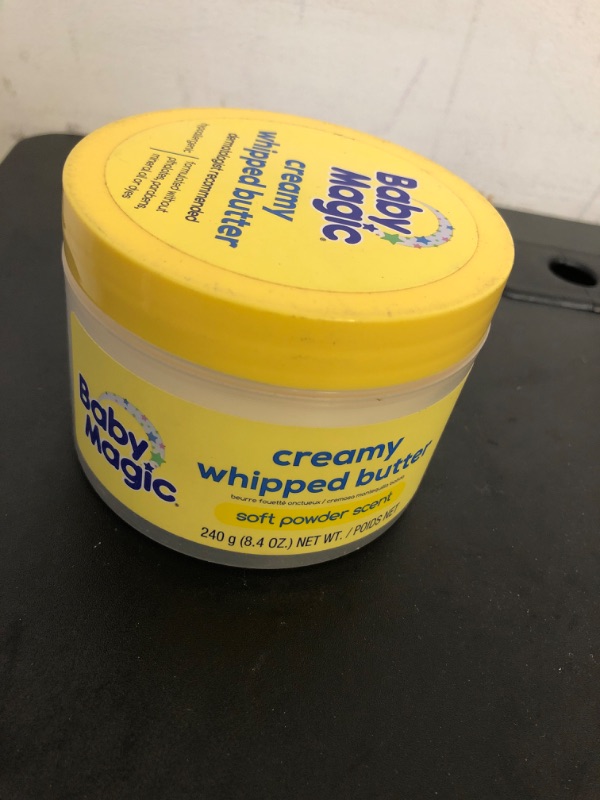 Baby
Magic
creamy
whipped butter
dermatologist recommended
hypoallergenic
formulated without
phthalates, parabens,
mineral oil or dyes
Baby
Magic
creamy
whipped butter
beurre fouetté onctueux / cremosa mantequilla batida
soft powder scent
240 g (8.4 OZ.) NET WT. / POIDS NET